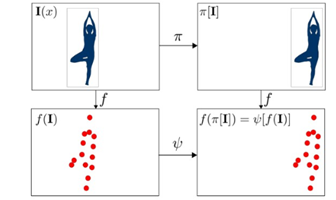 I(x)
π
π[I]
f
f
f(I)
ψ
f(π[I]) = ψ[f(I)]